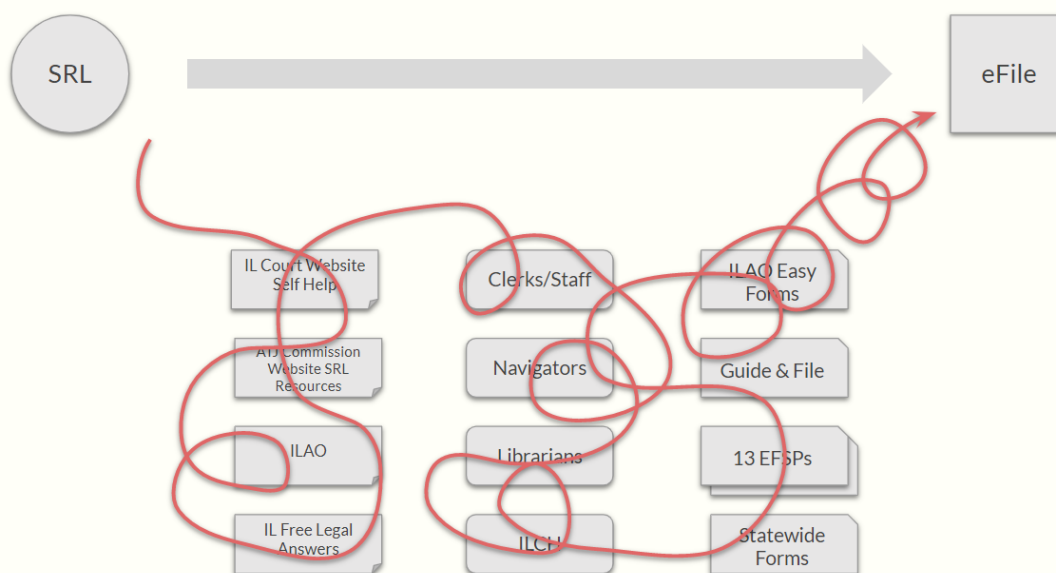 SRL
eFile
IL Court Website
Self Help
Clerks/Staff
ILAO Easy
Forms
ATJ Commission
Website SRL
Resources
Navigators
Guide & File
ILAO
Librarians
13 EFSPs
IL Free Legal
Answers
ILCH
Statewide
Forms